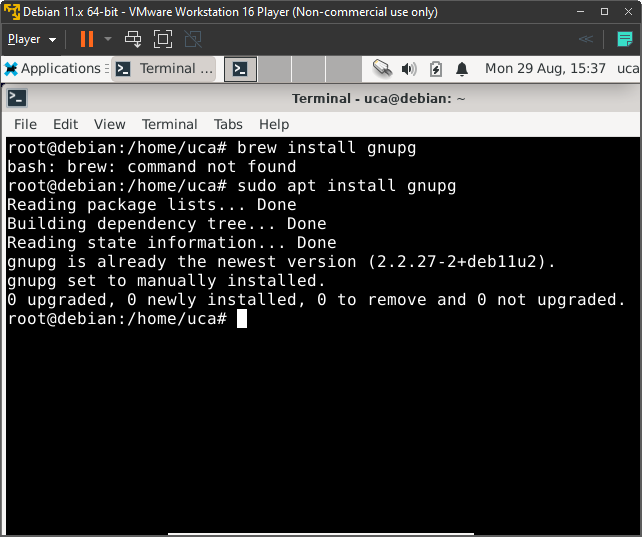 Debian 11.x 64-bit - VMware Workstation 16 Player (Non-commercial use only)
Player
Applications Terminal ... Mon 29 Aug, 15:37 uca
Terminal - uca@debian: ~
File Edit View Terminal Tabs Help
root@debian:/home/uca# brew install gnupg
bash: brew: command not found
root@debian:/home/uca# sudo apt install gnupg
Reading package lists... Done
Building dependency tree... Done
Reading state information... Done
gnupg is already the newest version (2.2.27-2+deb11u2).
gnupg set to manually installed.
0 upgraded, 0 newly installed, 0 to remove and 0 not upgraded.
root@debian:/home/uca#